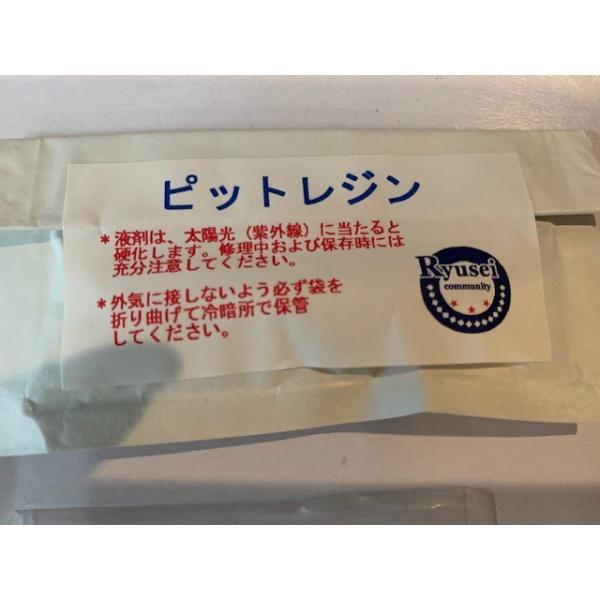 ピットレジン
*液剤は、太陽光（紫外線）に当たると
硬化します。修理中および保存時には
充分注意してください。
*外気に接しないよう必ず袋を
折り曲げて冷暗所で保管
してください。
Ryusei
community